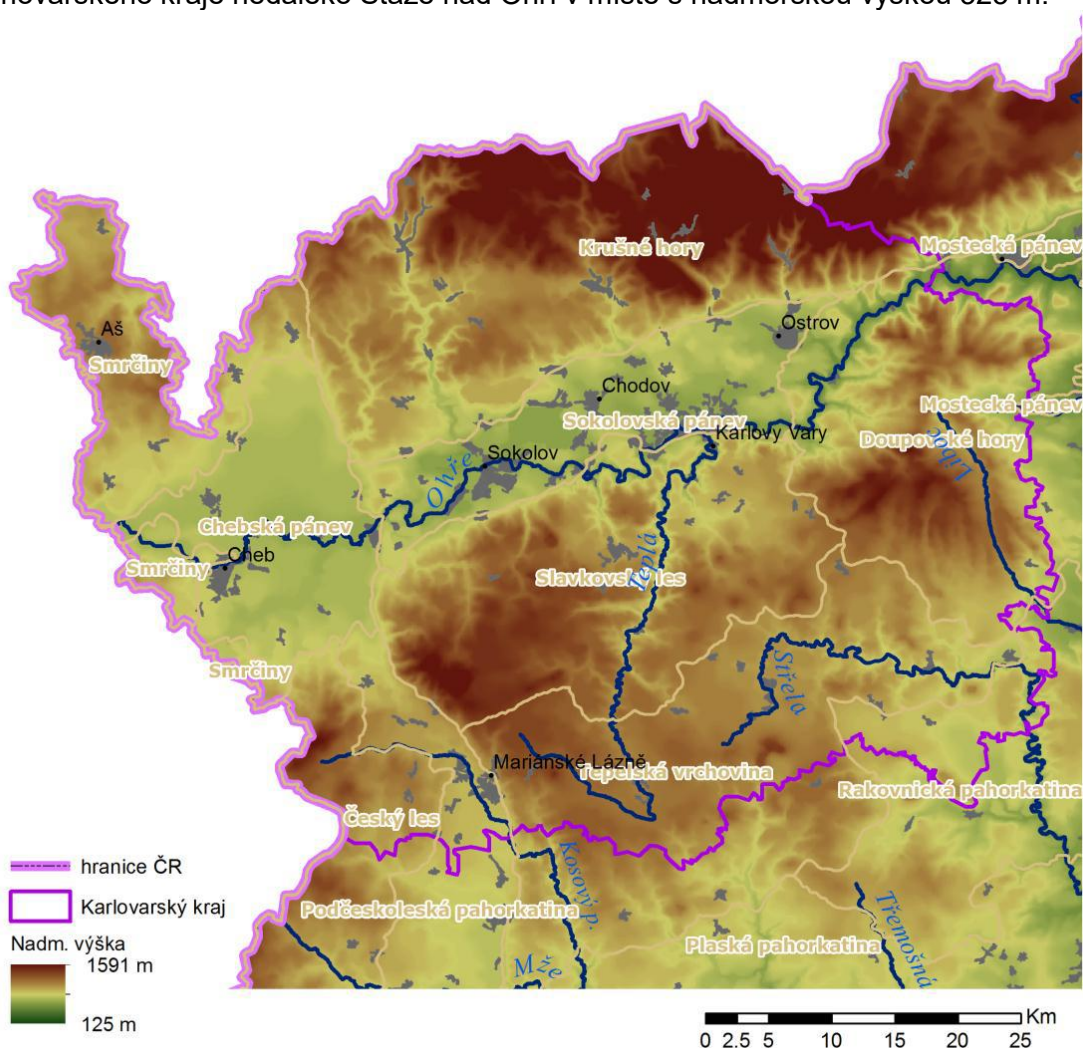 Krušné hory
Mostecká pánev
Aš
Smrčiny
Ostrov
Chodov
Sokolovská pánev
Karlovy Vary
Mostecká pánev
Doupovské hory
Liboc
Sokolov
Ohře
Chebská pánev
Cheb
Smrčiny
Slavkovský les
Teplá
Smrčiny
Střela
Mariánské Lázně
Tepelská vrchovina
Rakovnická pahorkatina
Český les
Kosový p.
Podčeskoleská pahorkatina
Plaská pahorkatina
Třemošná
Mže
hranice ČR
Karlovarský kraj
Nadm. výška
1591 m
125 m
Km
0 2.5 5 10 15 20 25